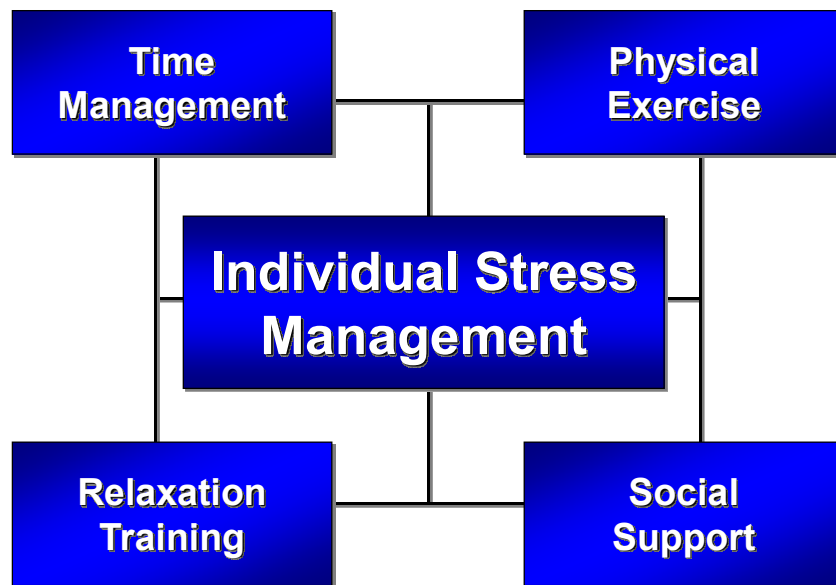 Time
Management
Physical
Exercise
Individual Stress
Management
Relaxation
Training
Social
Support